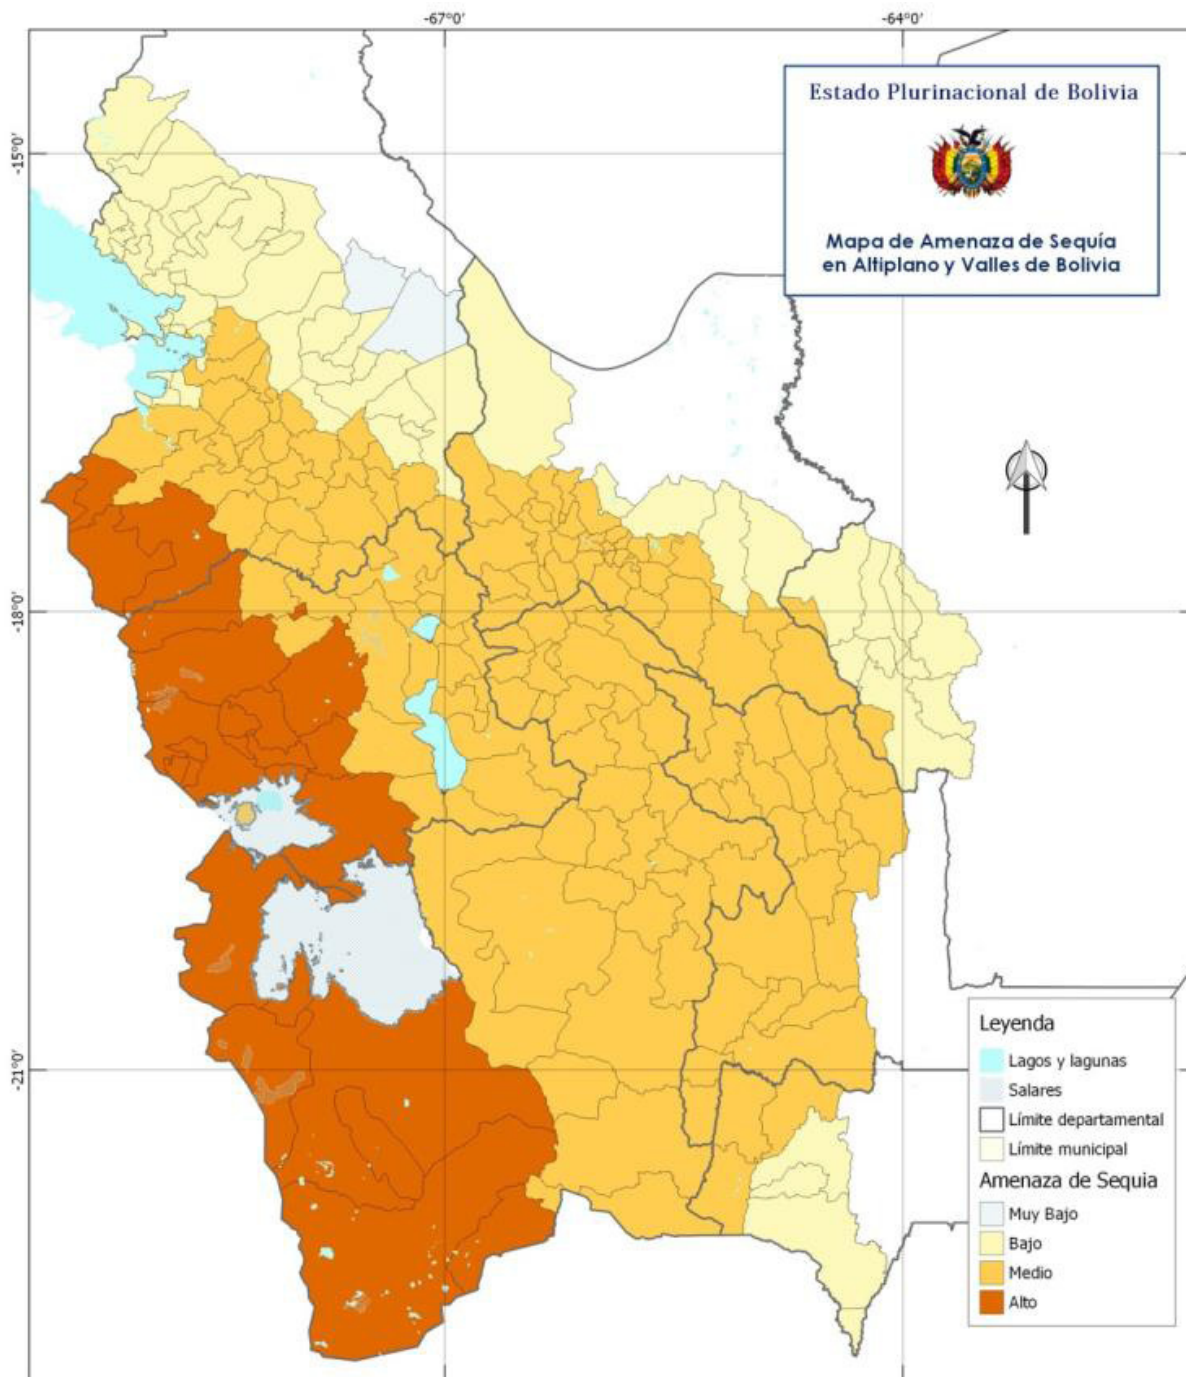 -67°0'
-64°0'
Estado Plurinacional de Bolivia
Mapa de Amenaza de Sequía
en Altiplano y Valles de Bolivia
-15°0'
-18°0'
-21°0'
Leyenda
Lagos y lagunas
Salares
Límite departamental
Límite municipal
Amenaza de Sequia
Muy Bajo
Bajo
Medio
Alto